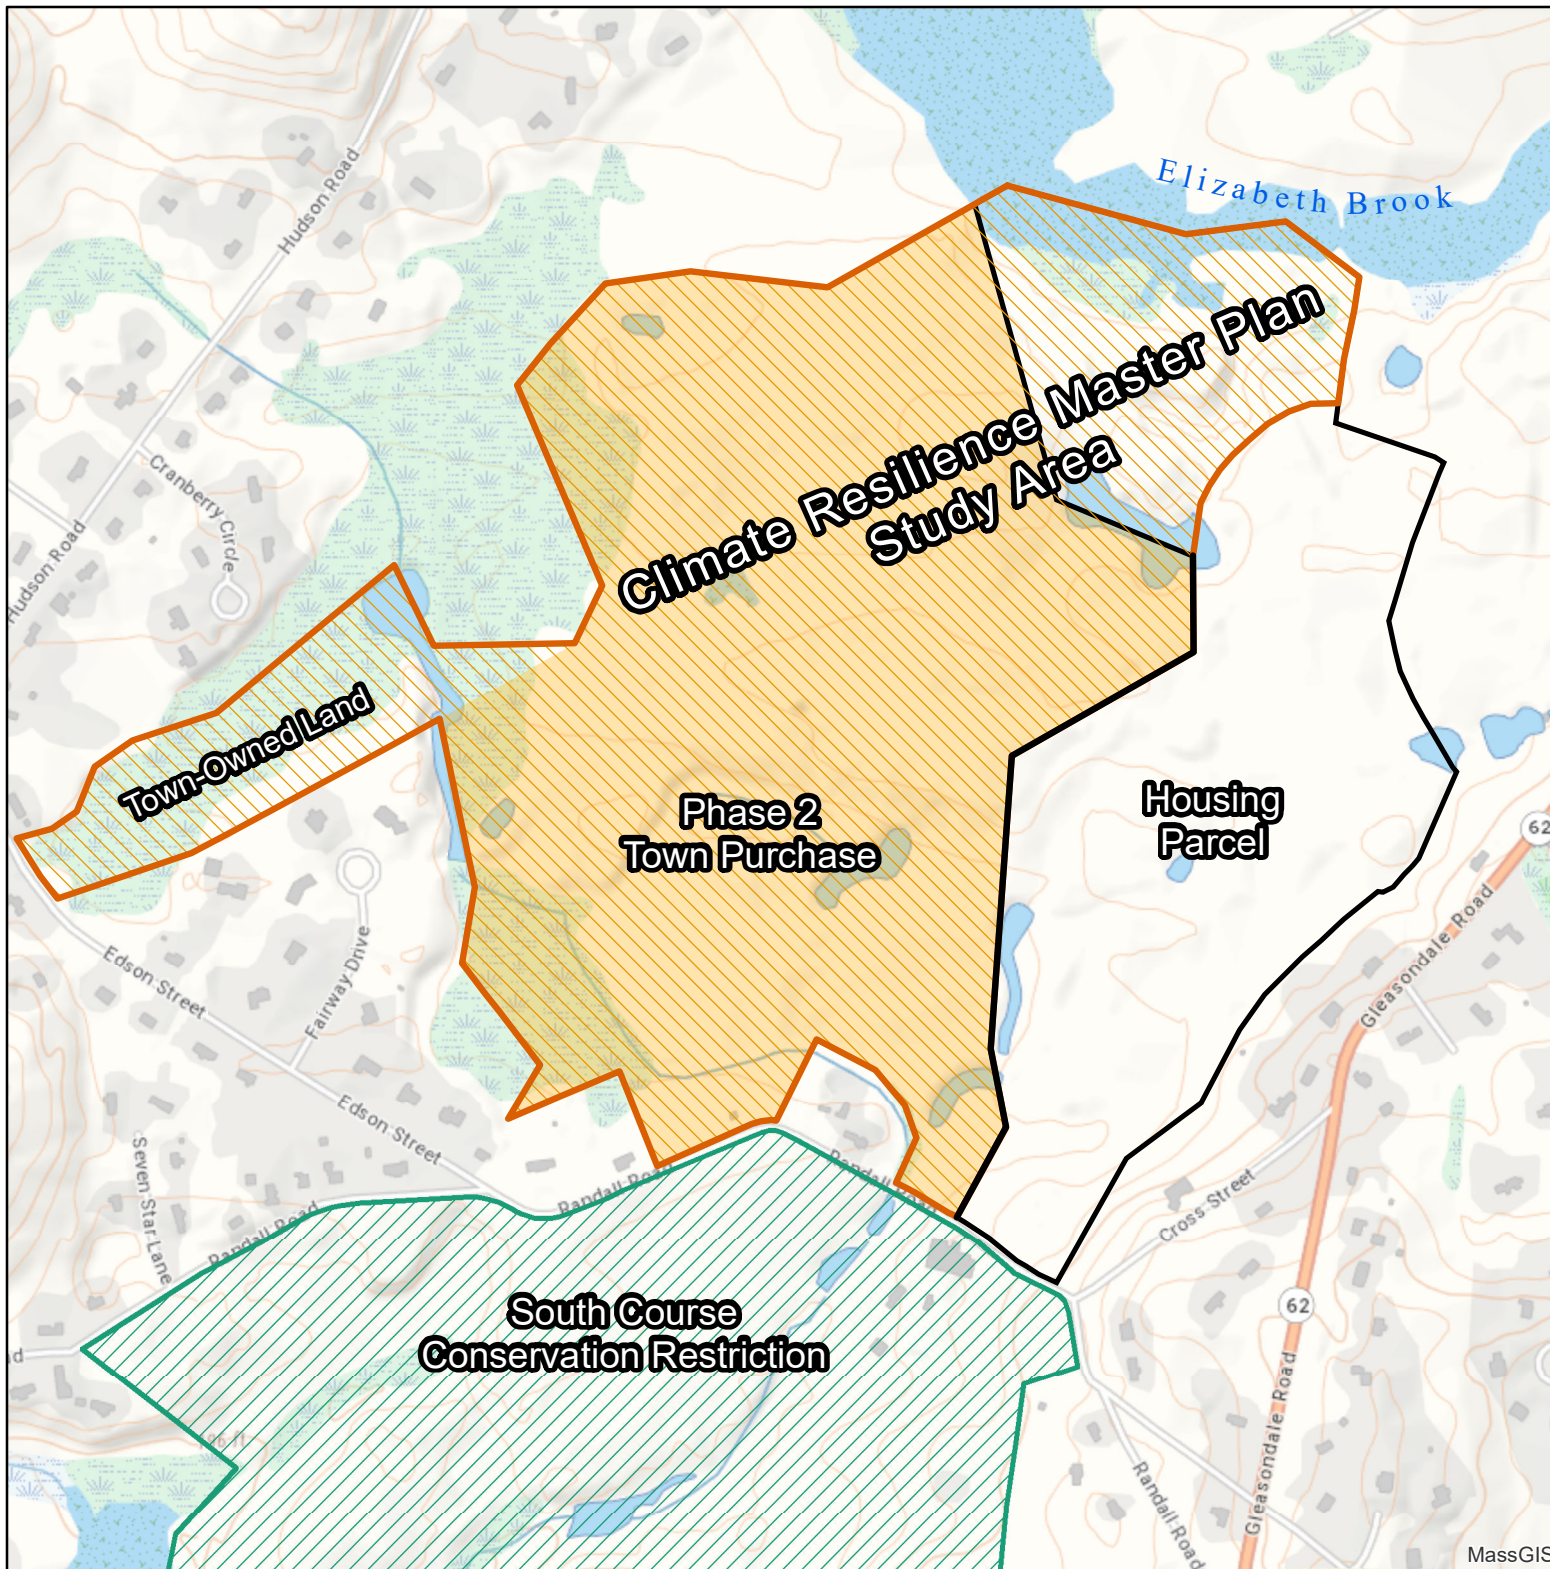 Elizabeth Brook
Hudson Road
Climate Resilience Master Plan
Study Area
Cranberry Circle
Hudson Road
Town-Owned Land
Phase 2
Town Purchase
Housing
Parcel
62
Gleasondale Road
Edson Street
Fairway Drive
Edson Street
Seven Star Lane
Randall Road
Randall Road
Randall Road
Cross Street
62
South Course
Conservation Restriction
Gleasondale Road
Randall Road
MassGIS